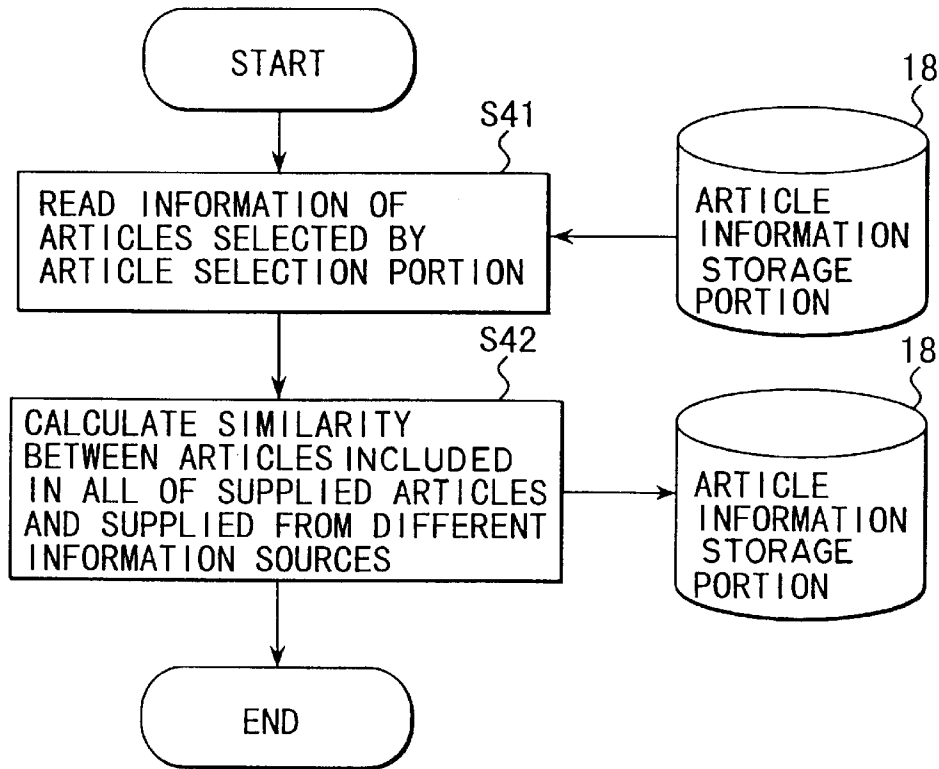 START
S41
READ INFORMATION OF
ARTICLES SELECTED BY
ARTICLE SELECTION PORTION
18
ARTICLE
INFORMATION
STORAGE
PORTION
S42
CALCULATE SIMILARITY
BETWEEN ARTICLES INCLUDED
IN ALL OF SUPPLIED ARTICLES
AND SUPPLIED FROM DIFFERENT
INFORMATION SOURCES
18
ARTICLE
INFORMATION
STORAGE
PORTION
END